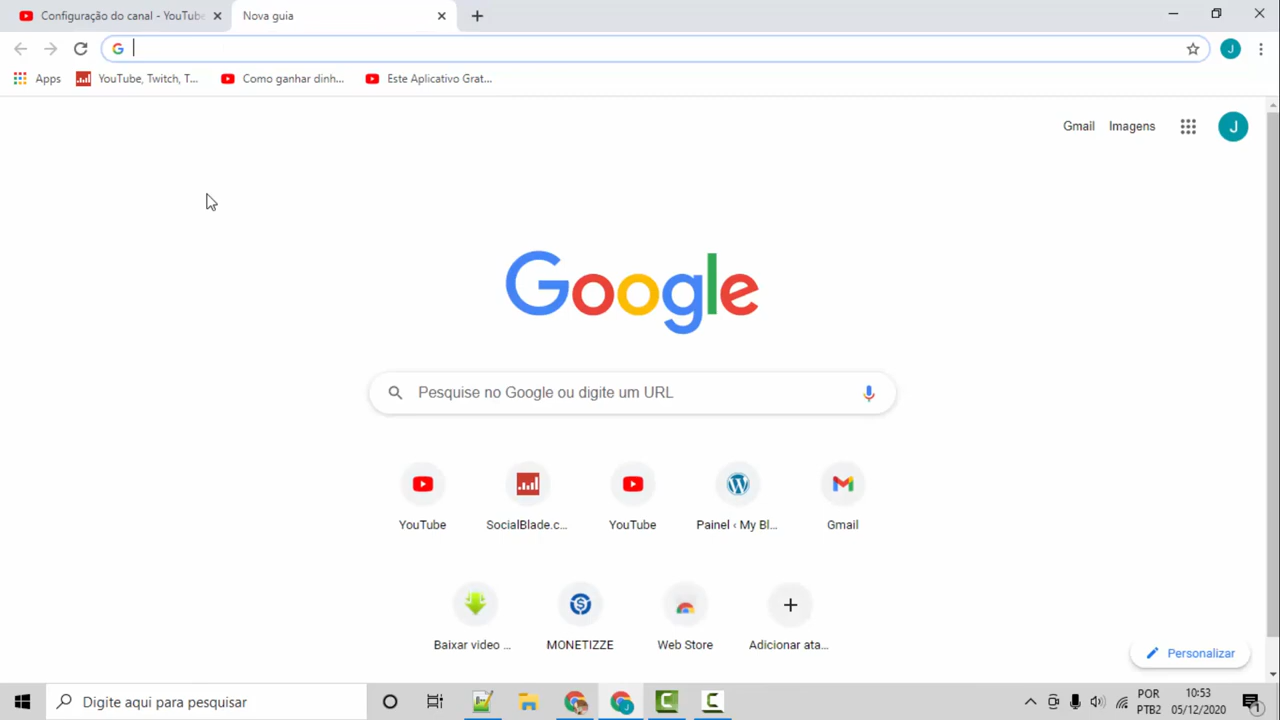 Configuração do canal - YouTube
Nova guia
Apps
YouTube, Twitch, T...
Como ganhar dinh...
Este Aplicativo Grat...
Gmail
Imagens
J
J
Google
Pesquise no Google ou digite um URL
YouTube
SocialBlade.c...
YouTube
Painel ‹ My Bl...
Gmail
Baixar video ...
MONETIZZE
Web Store
Adicionar ata...
Personalizar
Digite aqui para pesquisar
POR
PTB2
10:53
05/12/2020
1